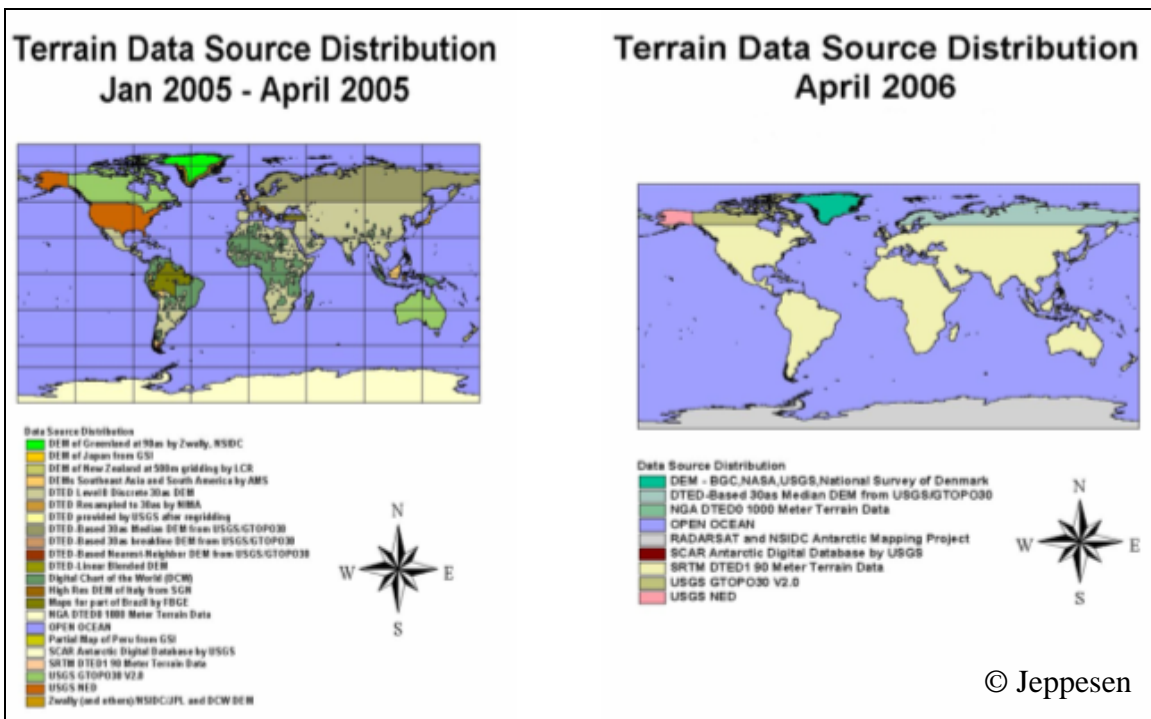 Terrain Data Source Distribution
Jan 2005 - April 2005
Data Source Distribution
DEM of Greenland at 90as by Zwally, NSIDC
DEM of Japan from GSI
DEM of New Zealand at 500m gridding by LCR
DEMs Southeast Asia and South America by AMS
DTED Level 0 Discrete 30as DEM
DTED Resampled to 30as by NIMA
DTED provided by USGS after regridding
DTED-Based 30as Median DEM from USGS/GTOPO30
DTED-Based 30as breakline DEM from USGS/GTOPO30
DTED-Based Nearest-Neighbor DEM from USGS/GTOPO30
DTED-Linear Blended DEM
Digital Chart of the World (DCW)
High Res DEM of Italy from SGN
Maps for part of Brazil by
NGA DTED0 1000 Meter Terrain Data
OPEN OCEAN
Partial Map of Peru from GSI
SCAR Antarctic Digital Database by USGS
SRTM DTED1 90 Meter Terrain Data
USGS GTOPO30 V2.0
USGS NED
Zwally (and others)/NSIDC/JPL and DCW DEM
N
W E
S
Terrain Data Source Distribution
April 2006
Data Source Distribution
DEM - BGC,NASA,USGS,National Survey of Denmark
DTED-Based 30as Median DEM from USGS/GTOPO30
NGA DTED0 1000 Meter Terrain Data
OPEN OCEAN
RADARSAT and NSIDC Antarctic Mapping Project
SCAR Antarctic Digital Database by USGS
SRTM DTED1 90 Meter Terrain Data
USGS GTOPO30 V2.0
USGS NED
N
W E
S
© Jeppesen